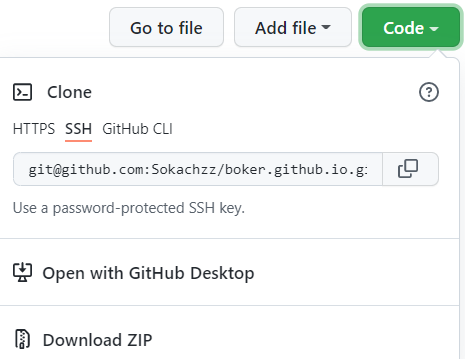 Go to file Add file Code
Clone
HTTPS SSH GitHub CLI
git@github.com:Sokachzz/boker.github.io.g
Use a password-protected SSH key.
Open with GitHub Desktop
Download ZIP